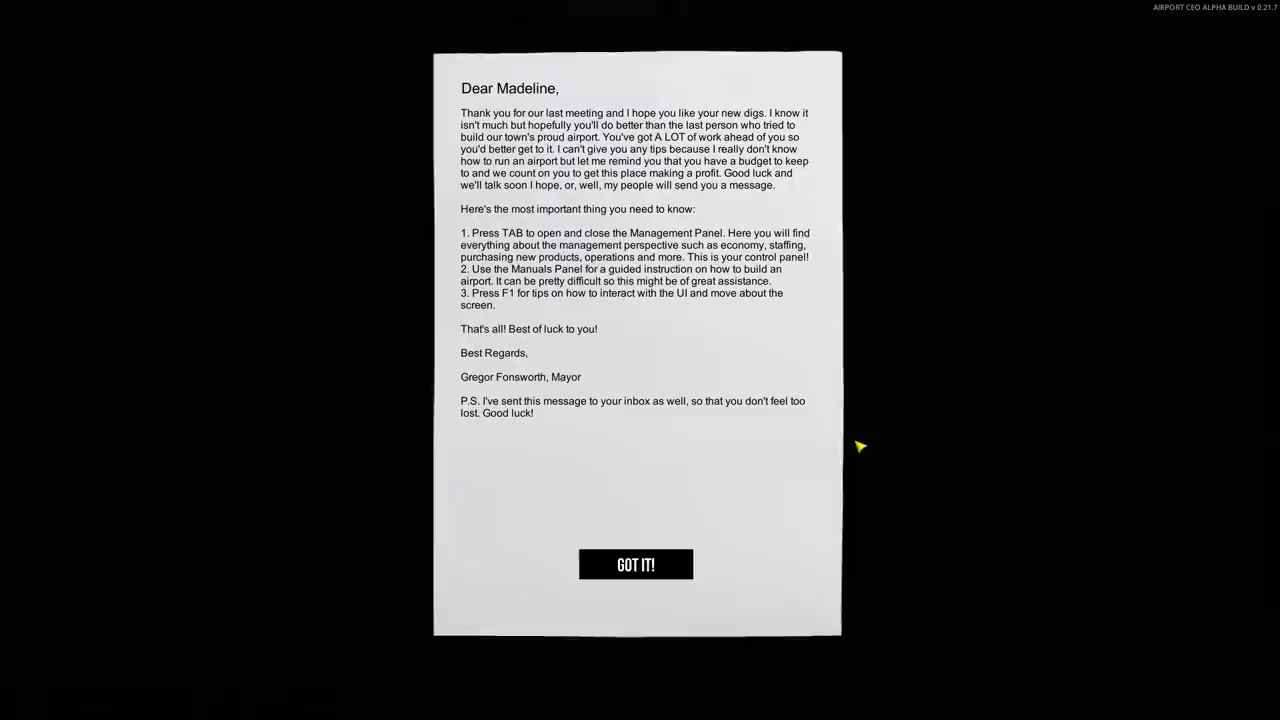 AIRPORT CEO ALPHA BUILD v 0.21.7
Dear Madeline,
Thank you for our last meeting and I hope you like your new digs. I know it
isn't much but hopefully you'll do better than the last person who tried to
build our town's proud airport. You've got A LOT of work ahead of you so
you'd better get to it. I can't give you any tips because I really don't know
how to run an airport but let me remind you that you have a budget to keep
to and we count on you to get this place making a profit. Good luck and
we'll talk soon I hope, or, well, my people will send you a message.
Here's the most important thing you need to know:
1. Press TAB to open and close the Management Panel. Here you will find
everything about the management perspective such as economy, staffing,
purchasing new products, operations and more. This is your control panel!
2. Use the Manuals Panel for a guided instruction on how to build an
airport. It can be pretty difficult so this might be of great assistance.
3. Press F1 for tips on how to interact with the UI and move about the
screen.
That's all! Best of luck to you!
Best Regards,
Gregor Fonsworth, Mayor
P.S. I've sent this message to your inbox as well, so that you don't feel too
lost. Good luck!
GOT IT!